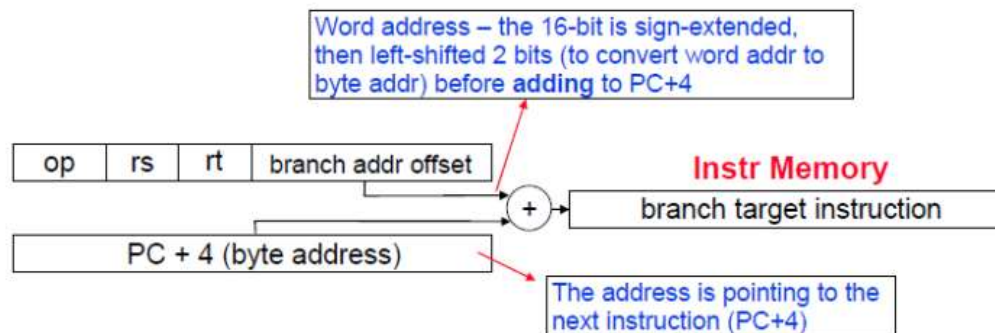 Word address – the 16-bit is sign-extended,
then left-shifted 2 bits (to convert word addr to
byte addr) before adding to PC+4
op rs rt branch addr offset
Instr Memory
+
branch target instruction
PC + 4 (byte address)
The address is pointing to the
next instruction (PC+4)